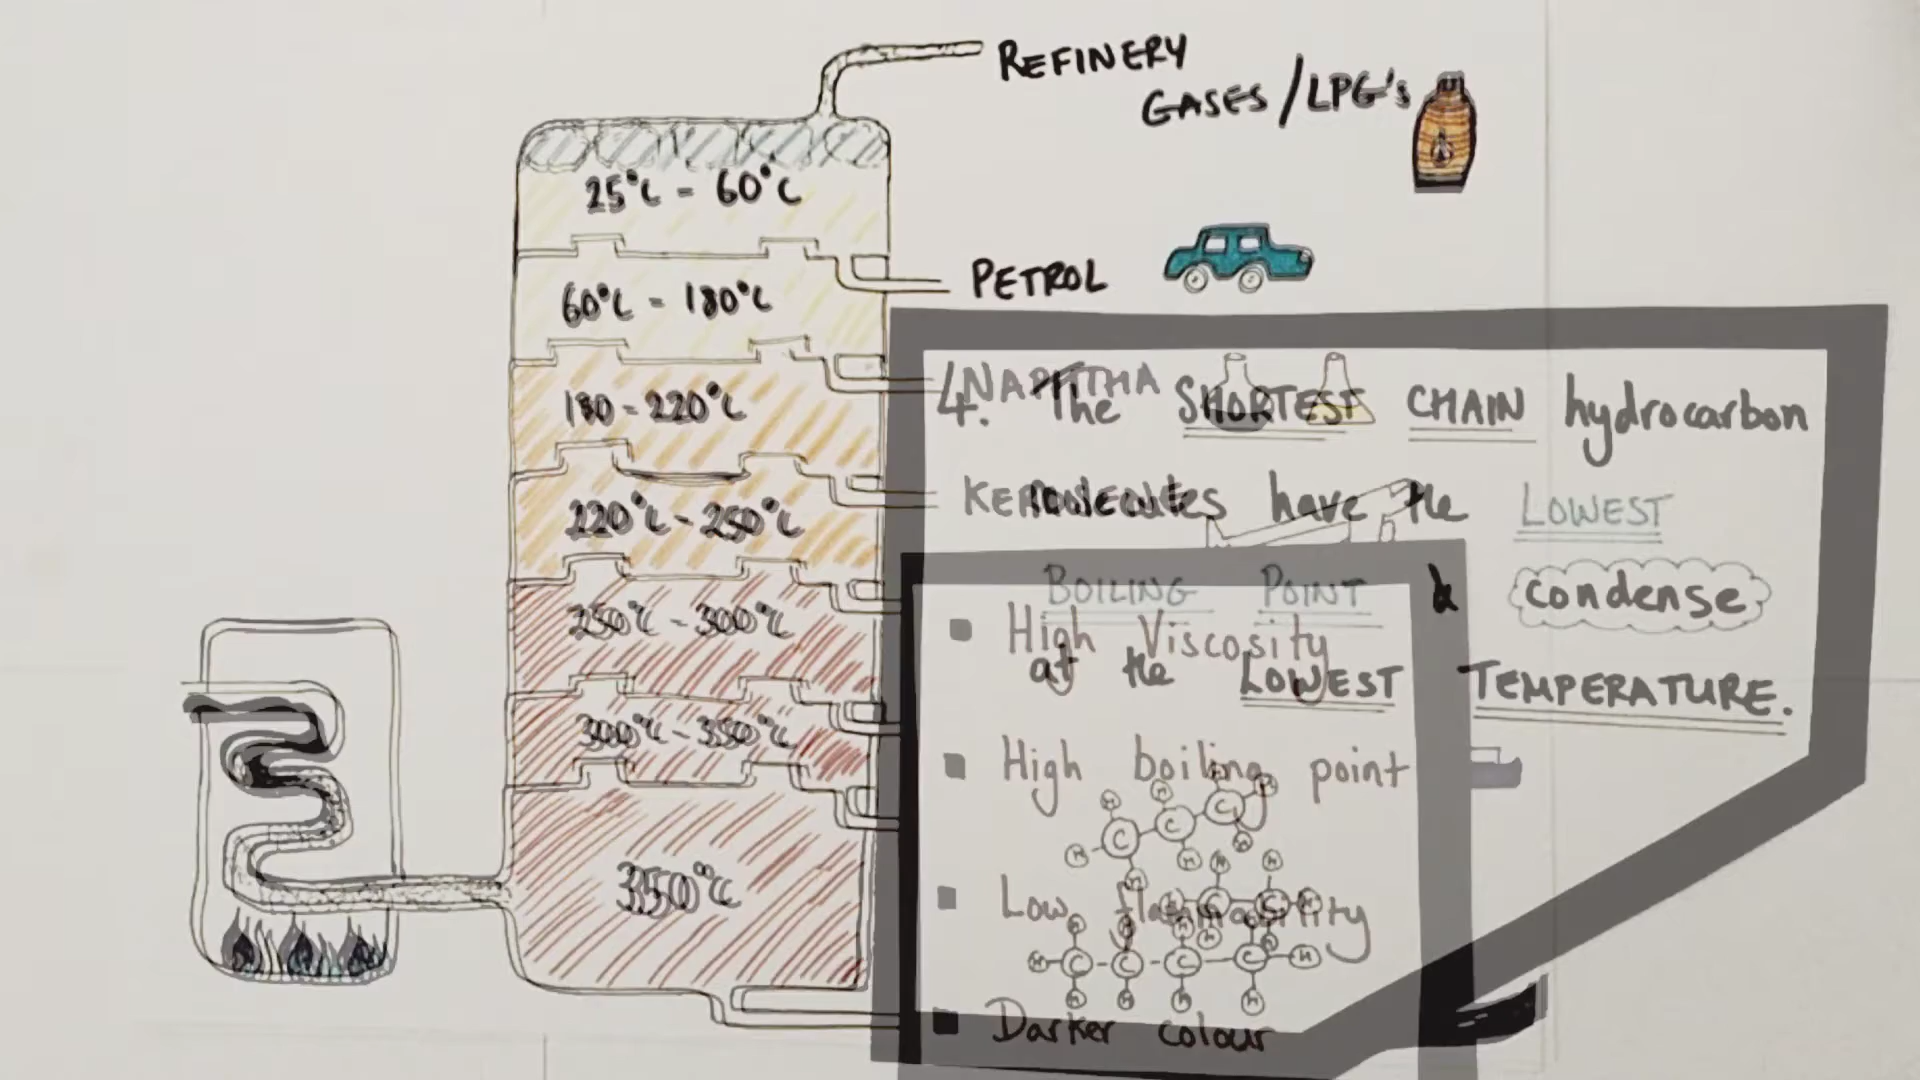 REFINERY
GASES/LPG's
25°C - 60°C
PETROL
60°C - 180°C
NAPHTHA
180 - 220°C
4. The SHORTEST CHAIN hydrocarbon
molecules have the LOWEST
220°C - 250°C
BOILING POINT & condense
at the LOWEST TEMPERATURE.
250°C - 300°C
300°C - 350°C
350°C
High Viscosity
High boiling point
Low flammability
Darker colour